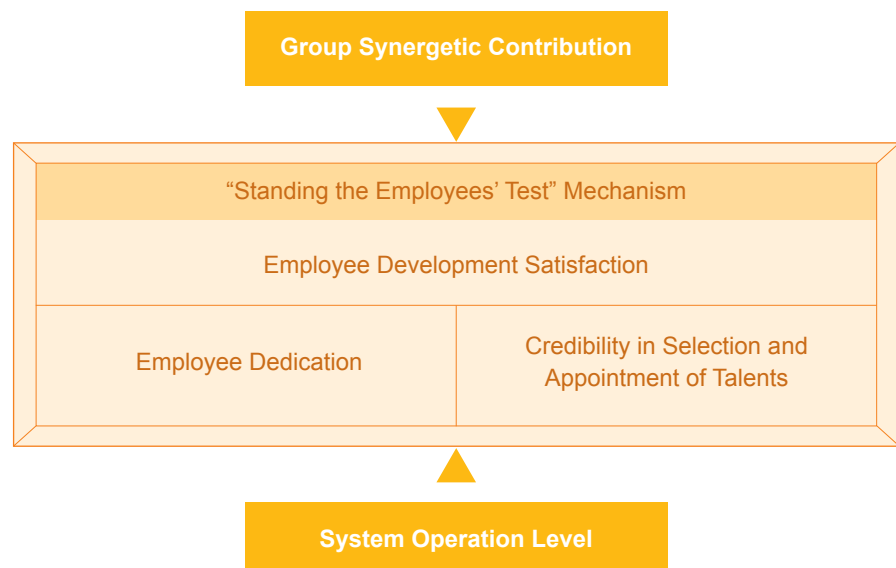 Group Synergetic Contribution
“Standing the Employees’ Test” Mechanism
Employee Development Satisfaction
Employee Dedication
Credibility in Selection and
Appointment of Talents
System Operation Level